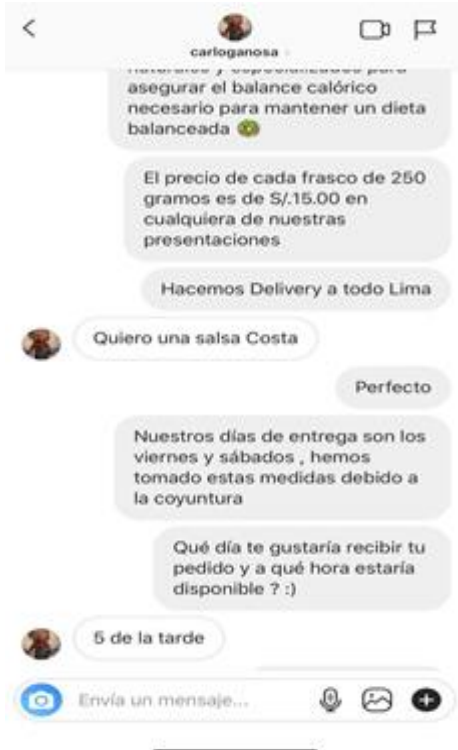 carloganosa
naturales y especializados para
asegurar el balance calórico
necesario para mantener un dieta
balanceada
El precio de cada frasco de 250
gramos es de S/.15.00 en
cualquiera de nuestras
presentaciones
Hacemos Delivery a todo Lima
Quiero una salsa Costa
Perfecto
Nuestros días de entrega son los
viernes y sábados , hemos
tomado estas medidas debido a
la coyuntura
Qué día te gustaría recibir tu
pedido y a qué hora estaría
disponible ? :)
5 de la tarde
Envía un mensaje...